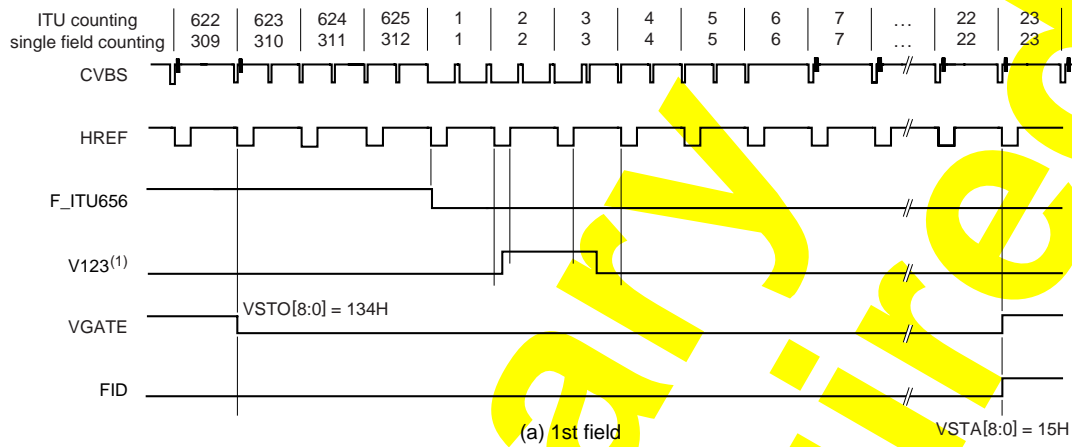 ITU counting 622 623 624 625 1 2 3 4 5 6 7 ... 22 23
single field counting 309 310 311 312 1 2 3 4 5 6 7 ... 22 23
CVBS
HREF
F_ITU656
V123(1)
VSTO[8:0] = 134H
VGATE
FID
(a) 1st field
VSTA[8:0] = 15H